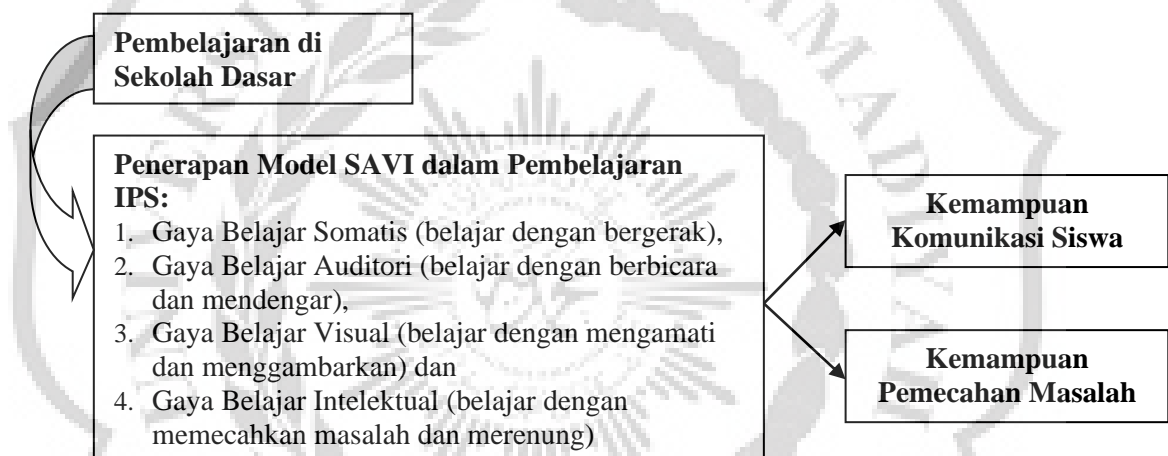 Pembelajaran di
Sekolah Dasar
Penerapan Model SAVI dalam Pembelajaran
IPS:
1. Gaya Belajar Somatis (belajar dengan bergerak),
2. Gaya Belajar Auditori (belajar dengan berbicara
dan mendengar),
3. Gaya Belajar Visual (belajar dengan mengamati
dan menggambarkan) dan
4. Gaya Belajar Intelektual (belajar dengan
memecahkan masalah dan merenung)
Kemampuan
Komunikasi Siswa
Kemampuan
Pemecahan Masalah